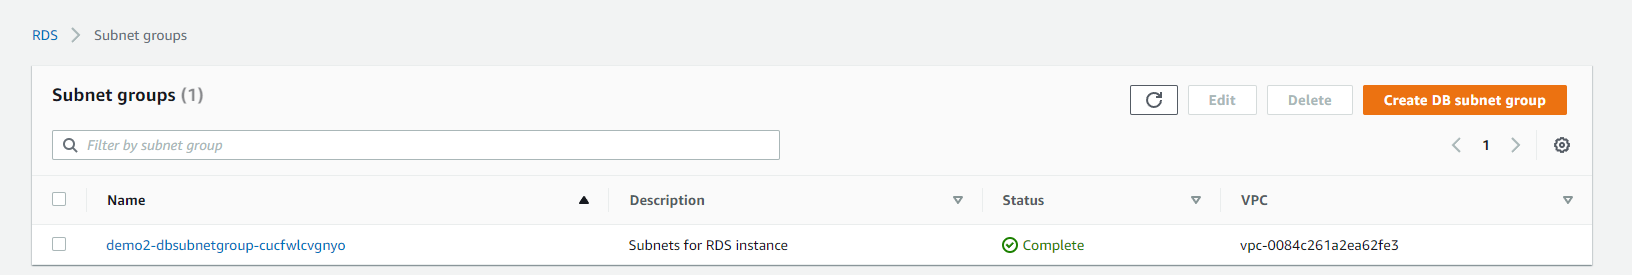 RDS > Subnet groups
Subnet groups (1)
Edit Delete Create DB subnet group
Filter by subnet group
1
Name Description Status VPC
demo2-dbsubnetgroup-cucfwlcvgnyo Subnets for RDS instance Complete vpc-0084c261a2ea62fe3